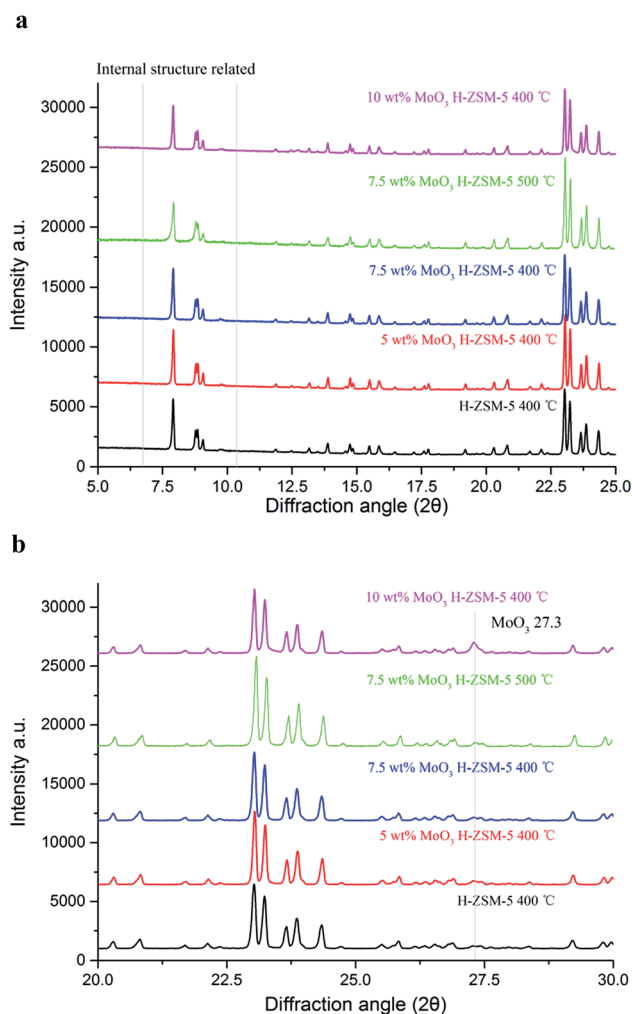 a
Internal structure related
30000
25000
20000
15000
10000
5000
0
Intensity a.u.
10 wt% MoO3 H-ZSM-5 400 ℃
7.5 wt% MoO3 H-ZSM-5 500 ℃
7.5 wt% MoO3 H-ZSM-5 400 ℃
5 wt% MoO3 H-ZSM-5 400 ℃
H-ZSM-5 400 ℃
5.0 7.5 10.0 12.5 15.0 17.5 20.0 22.5 25.0
Diffraction angle (2θ)
b
30000
25000
20000
15000
10000
5000
0
Intensity a.u.
10 wt% MoO3 H-ZSM-5 400 ℃
MoO3 27.3
7.5 wt% MoO3 H-ZSM-5 500 ℃
7.5 wt% MoO3 H-ZSM-5 400 ℃
5 wt% MoO3 H-ZSM-5 400 ℃
H-ZSM-5 400 ℃
20.0 22.5 25.0 27.5 30.0
Diffraction angle (2θ)